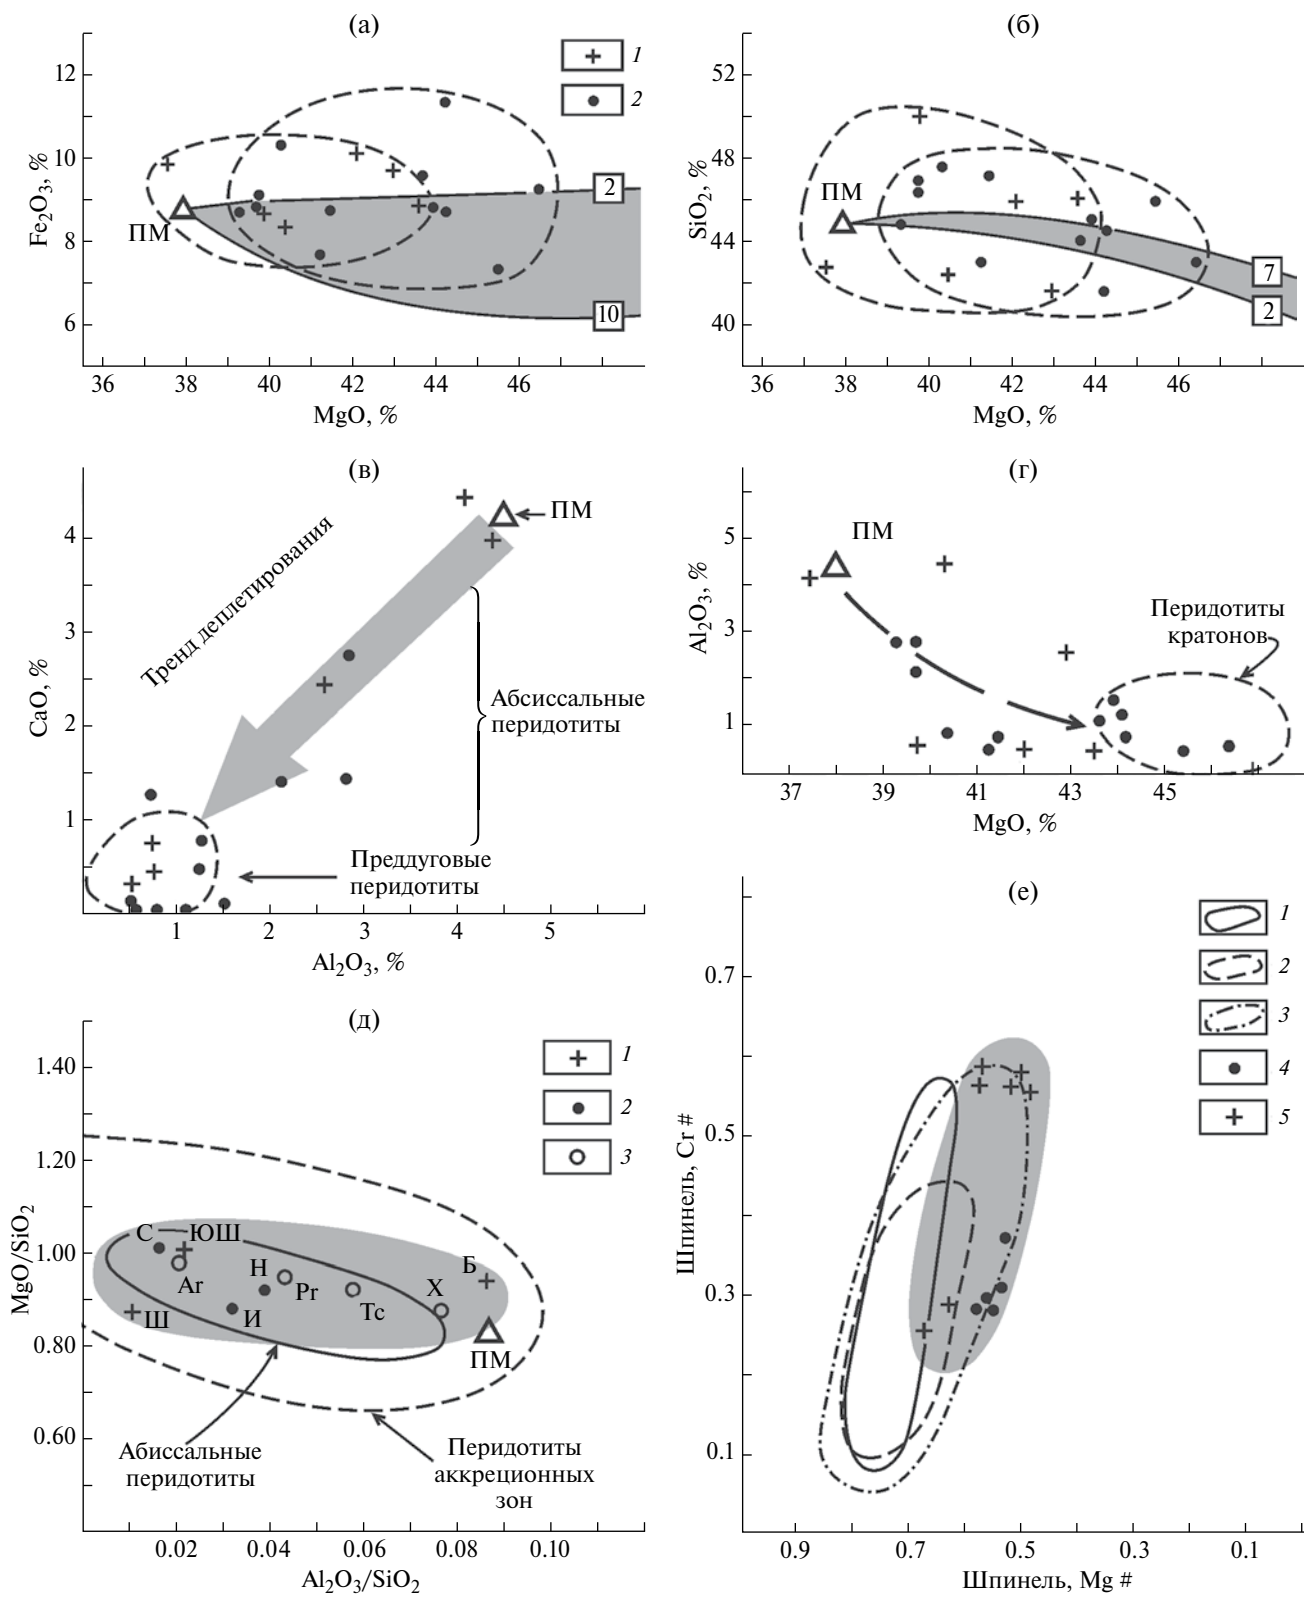 (а)
12
10
8
6
Fe₂O₃, %
ПМ
1
2
2
10
36 38 40 42 44 46
MgO, %
(б)
52
48
44
40
SiO₂, %
ПМ
7
2
36 38 40 42 44 46
MgO, %
(в)
4
3
2
1
CaO, %
Тренд деплетирования
ПМ
Абсиссальные
перидотиты
Преддуговые
перидотиты
1 2 3 4 5
Al₂O₃, %
(г)
5
3
1
Al₂O₃, %
ПМ
Перидотиты
кратонов
37 39 41 43 45
MgO, %
(д)
1.40
1.20
1.00
0.80
0.60
MgO/SiO₂
1
2
3
С ЮШ
Ar
Ш
Н
И
Pr
Tc
Х
Б
ПМ
Абиссальные
перидотиты
Перидотиты
аккреционных
зон
0.02 0.04 0.06 0.08 0.10
Al₂O₃/SiO₂
(е)
0.7
0.5
0.3
0.1
Шпинель, Cr #
1
2
3
4
5
0.9 0.7 0.5 0.3 0.1
Шпинель, Mg #